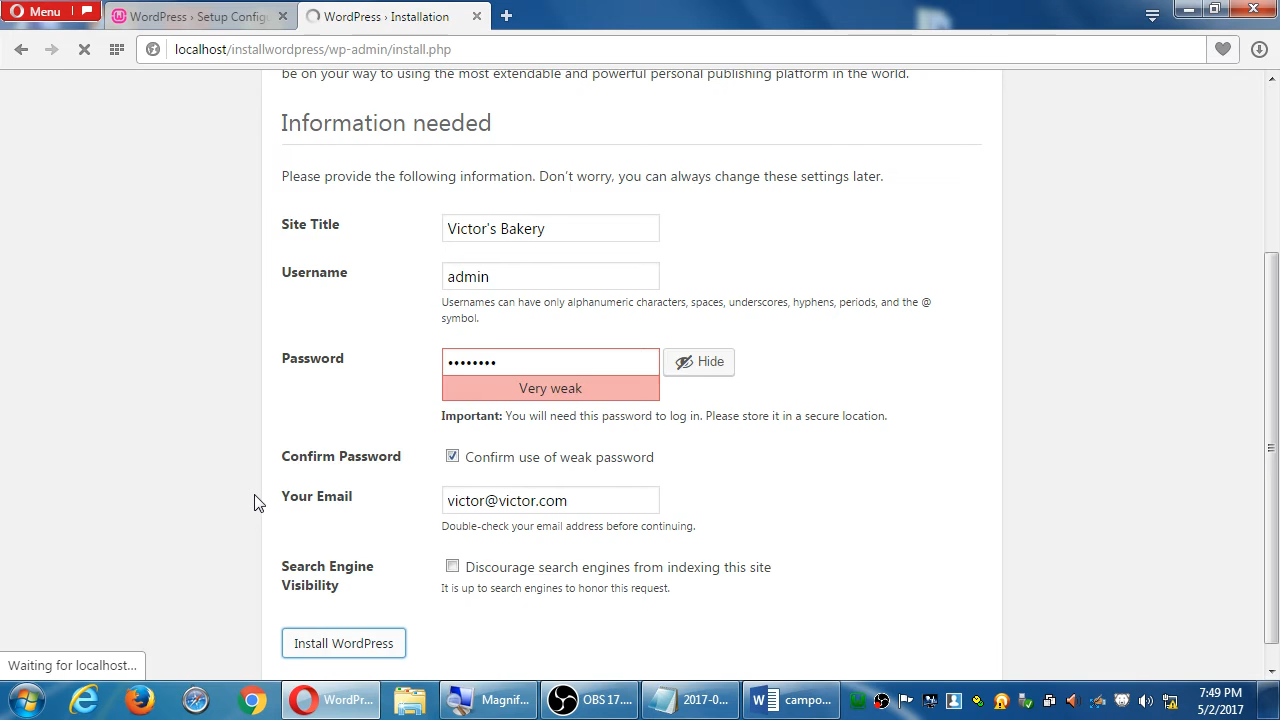 Menu
WordPress › Setup Configu
WordPress › Installation
localhost/installwordpress/wp-admin/install.php
be on your way to using the most extendable and powerful personal publishing platform in the world.
Information needed
Please provide the following information. Don't worry, you can always change these settings later.
Site Title
Victor's Bakery
Username
admin
Usernames can have only alphanumeric characters, spaces, underscores, hyphens, periods, and the @
symbol.
Password
••••••••
Hide
Very weak
Important: You will need this password to log in. Please store it in a secure location.
Confirm Password
Confirm use of weak password
Your Email
victor@victor.com
Double-check your email address before continuing.
Search Engine
Visibility
Discourage search engines from indexing this site
It is up to search engines to honor this request.
Install WordPress
Waiting for localhost...
WordPr...
Magnif...
OBS 17....
2017-0...
campo...
7:49 PM
5/2/2017